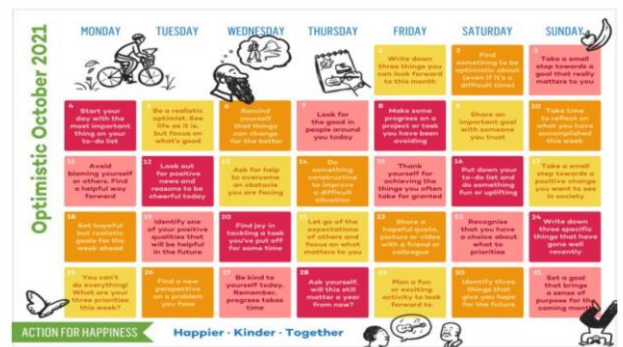 Optimistic October 2021
MONDAY TUESDAY WEDNESDAY THURSDAY FRIDAY SATURDAY SUNDAY
1
Write down
three things you
can look forward
to this month
2
Find
something to be
optimistic about
(even if it's a
difficult time)
3
Take a small
step towards a
goal that really
matters to you
4
Start your
day with the
most important
thing on your
to-do list
5
Be a realistic
optimist. See
life as it is,
but focus on
what's good
6
Remind
yourself
that things
can change
for the better
7
Look for
the good in
people around
you today
8
Make some
progress on a
project or task
you have been
avoiding
9
Share an
important goal
with someone
you trust
10
Take time
to reflect on
what you have
accomplished
this week
11
Avoid
blaming yourself
or others. Find
a helpful way
forward
12
Look out
for positive
news and
reasons to be
cheerful today
13
Ask for help
to overcome
an obstacle
you are facing
14
Do
something
constructive
to improve
a difficult
situation
15
Thank
yourself for
achieving the
things you often
take for granted
16
Put down your
to-do list and
do something
fun or uplifting
17
Take a small
step towards a
positive change
you want to see
in society
18
Set hopeful
but realistic
goals for the
week ahead
19
Identify one
of your positive
qualities that
will be helpful
in the future
20
Find joy in
tackling a task
you've put off
for some time
21
Let go of the
expectations
of others and
focus on what
matters to you
22
Share a
hopeful quote,
picture or video
with a friend or
colleague
23
Recognise
that you have
a choice about
what to
prioritise
24
Write down
three specific
things that have
gone well
recently
25
You can't
do everything!
What are your
three priorities
this week?
26
Find a new
perspective
on a problem
you face
27
Be kind to
yourself today.
Remember,
progress takes
time
28
Ask yourself,
will this still
matter a year
from now?
29
Plan a fun
or exciting
activity to look
forward to
30
Identify three
things that
give you hope
for the future
31
Set a goal
that brings
a sense of
purpose for the
coming month
ACTION FOR HAPPINESS
Happier · Kinder · Together